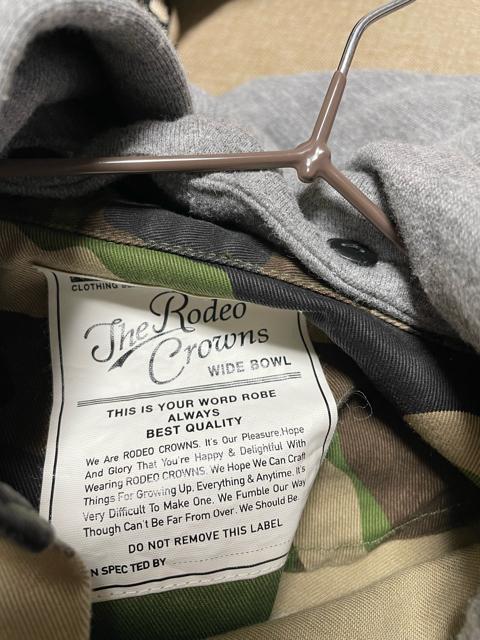 CLOTHING
The Rodeo
Crowns
WIDE BOWL
THIS IS YOUR WORD ROBE
ALWAYS
BEST QUALITY
We Are RODEO CROWNS. It's Our Pleasure,Hope
And Glory That You're Happy & Delightful With
Wearing RODEO CROWNS. We Hope We Can Craft
Things For Growing Up. Everything & Anytime. It's
Very Difficult To Make One. We Fumble Our Way
Though Can't Be Far From Over. We Should Be.
DO NOT REMOVE THIS LABEL
N SPECTED BY